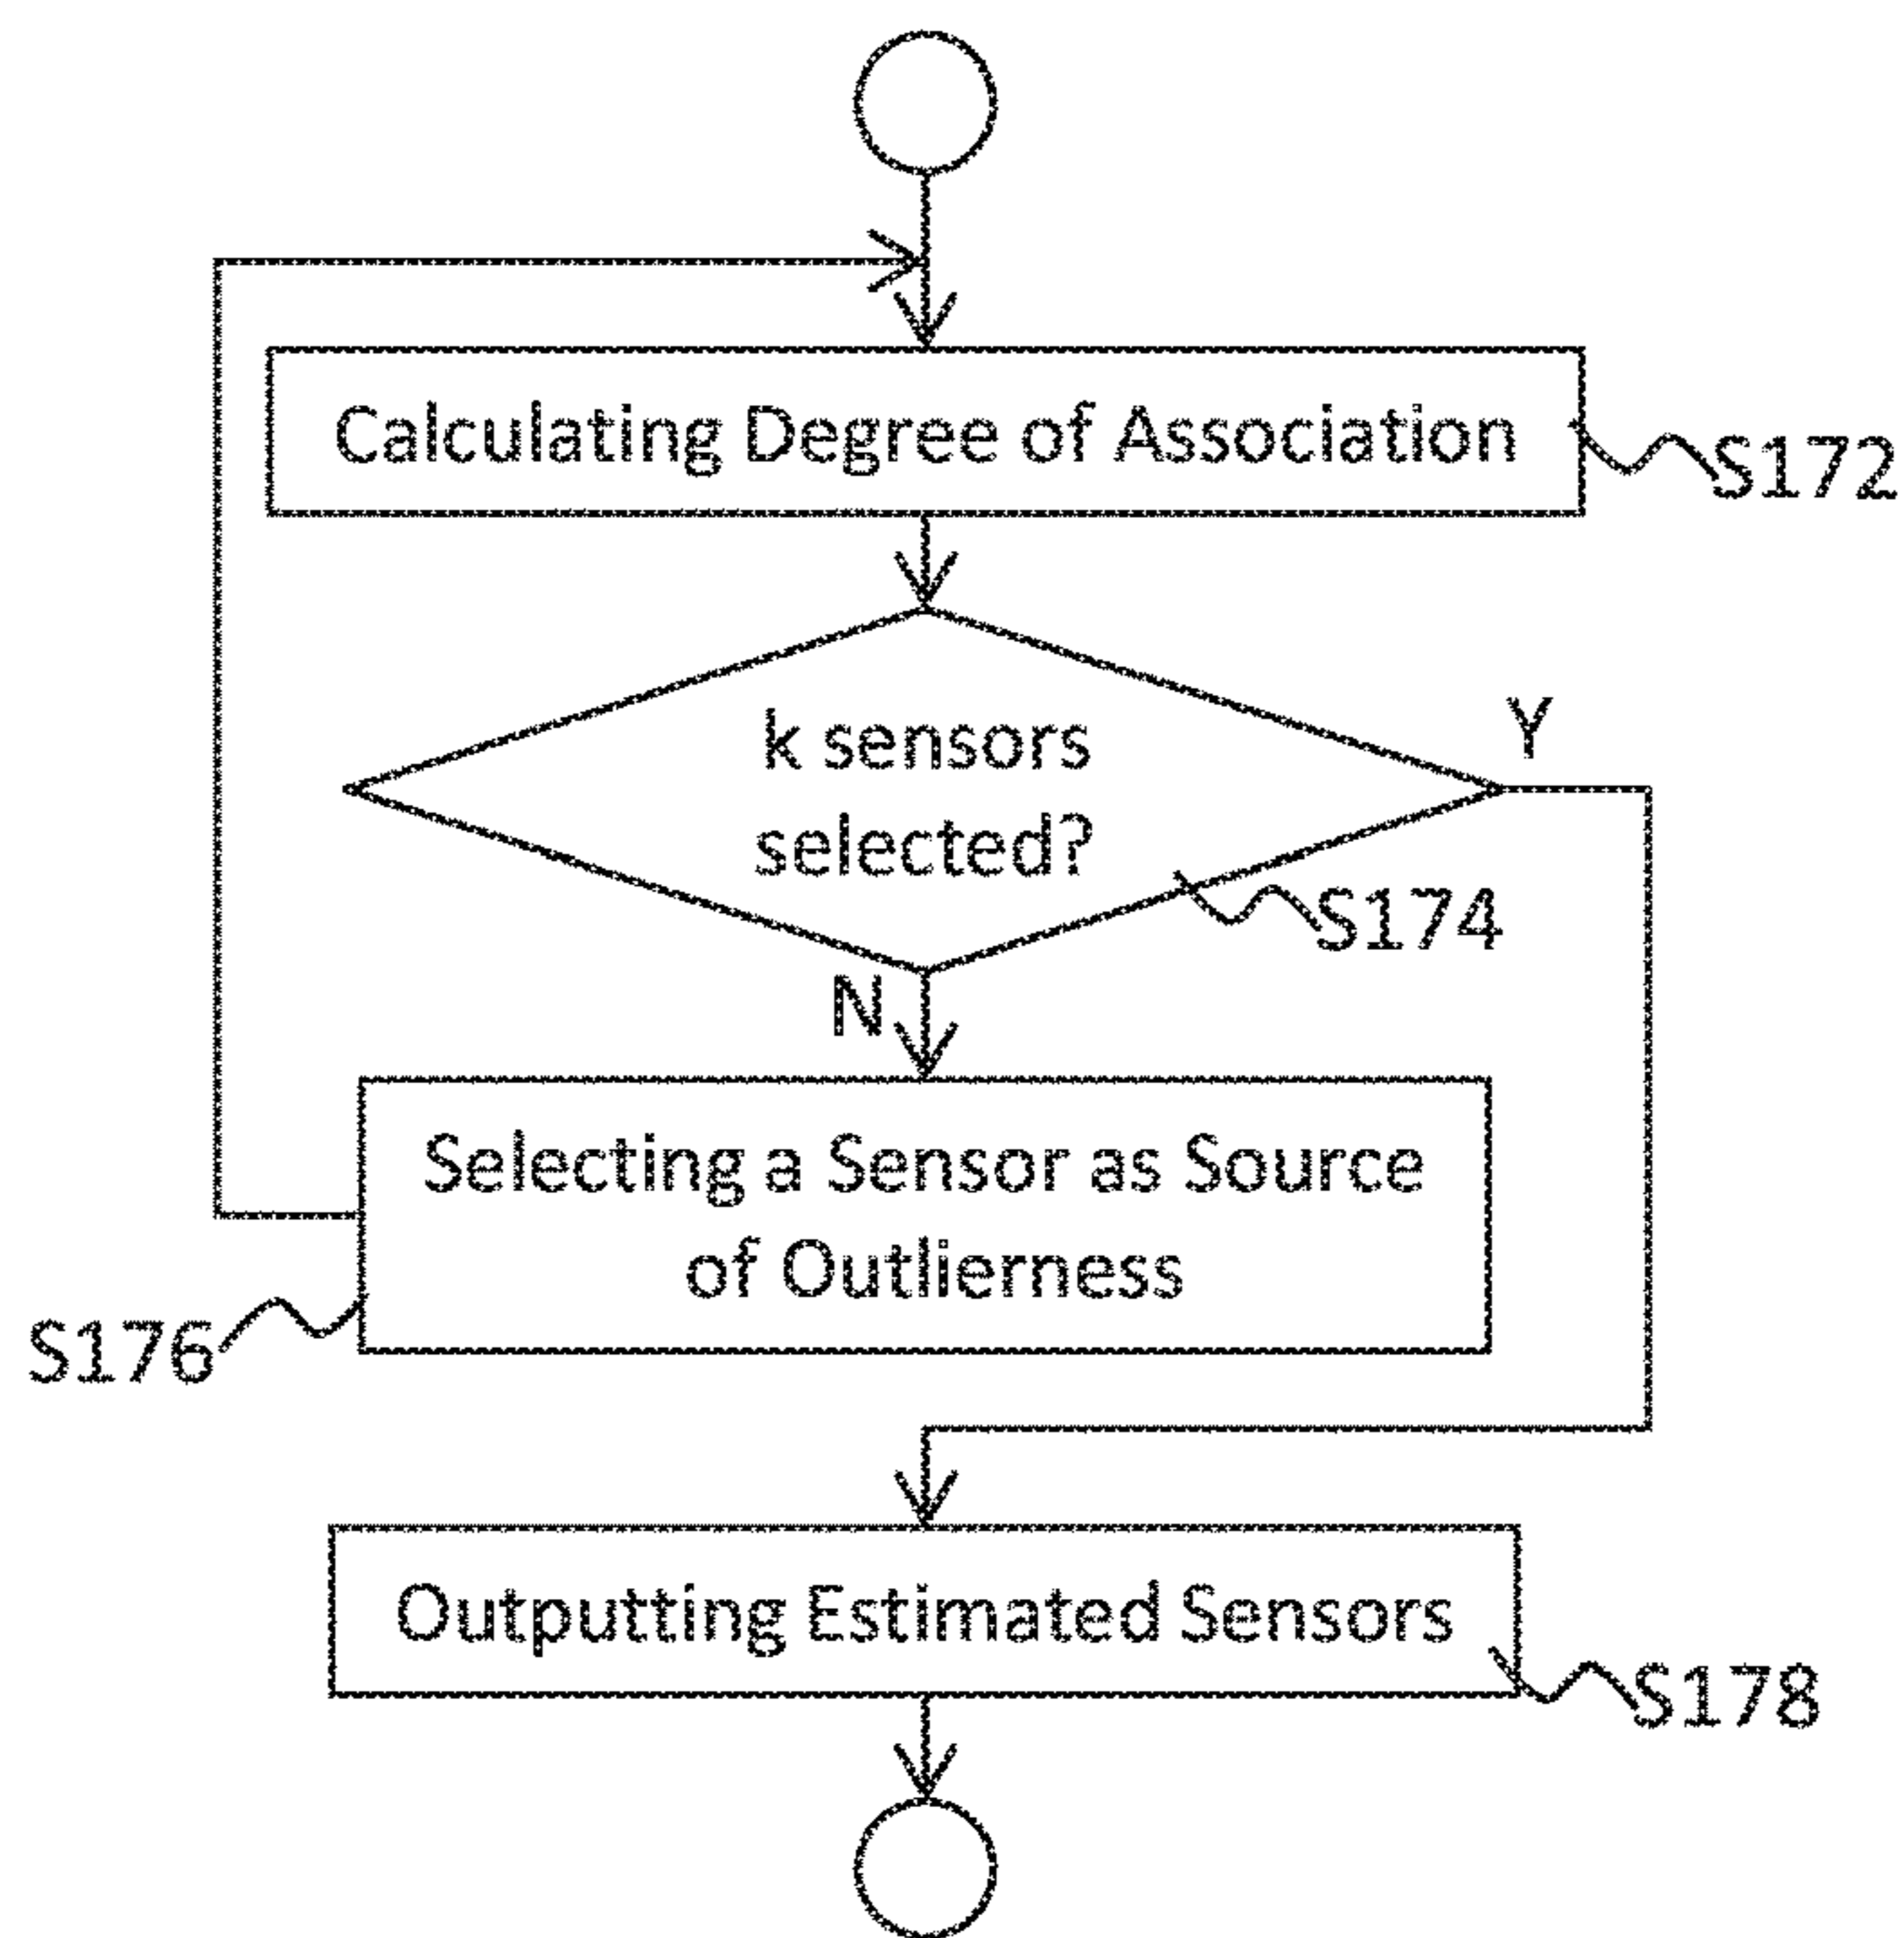 Calculating Degree of Association
S172
k sensors
selected?
Y
S174
N
Selecting a Sensor as Source
of Outlierness
S176
Outputting Estimated Sensors
S178